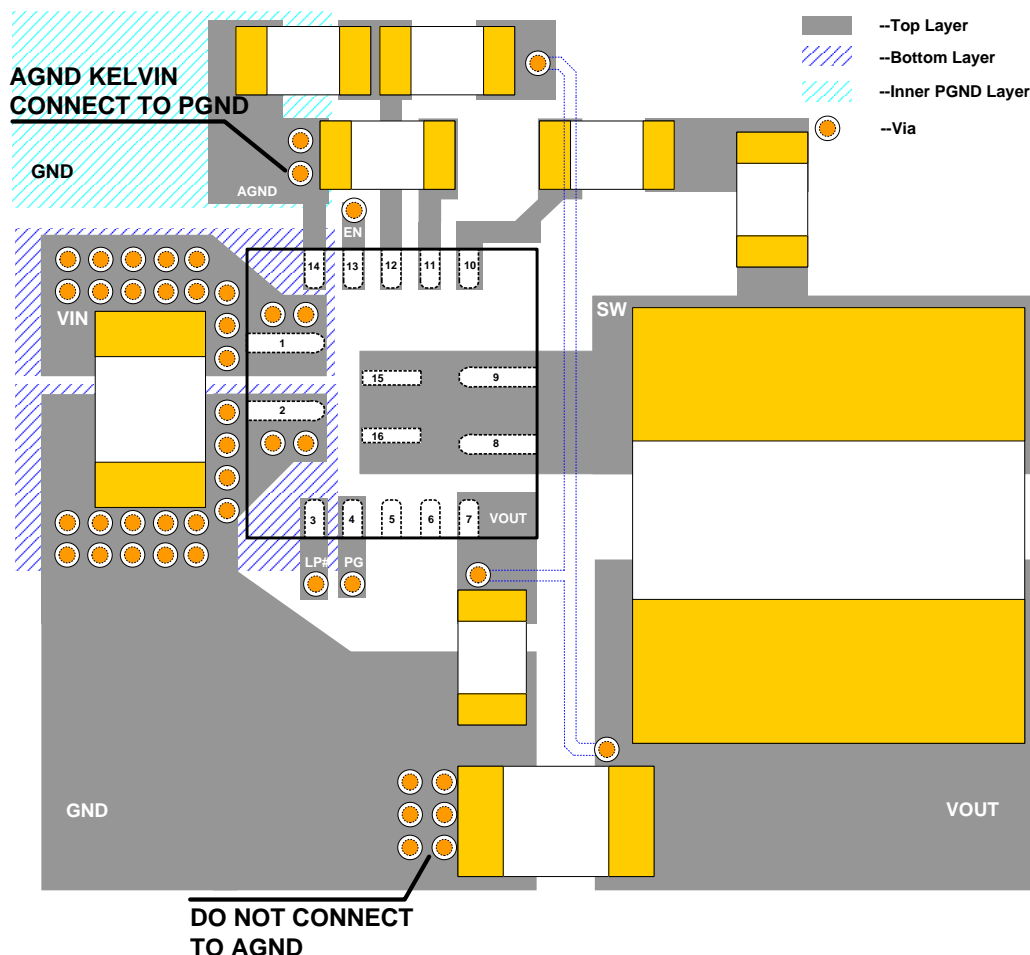 --Top Layer
--Bottom Layer
--Inner PGND Layer
--Via
AGND KELVIN
CONNECT TO PGND
GND
AGND
EN
14
13
12
11
10
VIN
SW
1
15
9
2
16
8
3
4
5
6
7
VOUT
LP#
PG
GND
VOUT
DO NOT CONNECT
TO AGND